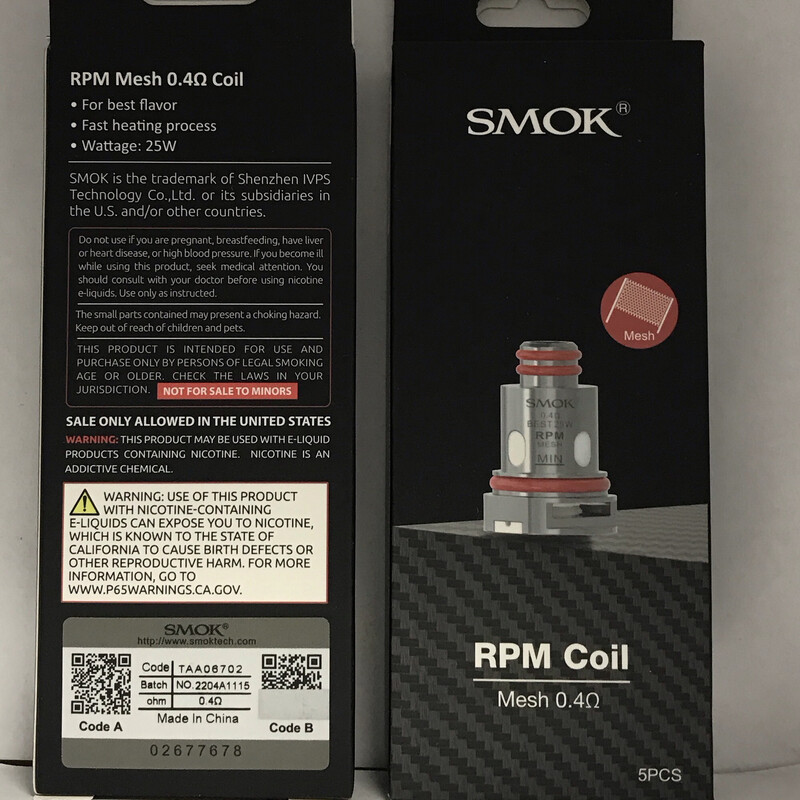 RPM Mesh 0.4Ω Coil
• For best flavor
• Fast heating process
• Wattage: 25W
SMOK is the trademark of Shenzhen IVPS
Technology Co.,Ltd. or its subsidiaries in
the U.S. and/or other countries.
Do not use if you are pregnant, breastfeeding, have liver
or heart disease, or high blood pressure. If you become ill
while using this product, seek medical attention. You
should consult with your doctor before using nicotine
e-liquids. Use only as instructed.
The small parts contained may present a choking hazard.
Keep out of reach of children and pets.
THIS PRODUCT IS INTENDED FOR USE AND
PURCHASE ONLY BY PERSONS OF LEGAL SMOKING
AGE OR OLDER. CHECK THE LAWS IN YOUR
JURISDICTION. NOT FOR SALE TO MINORS
SALE ONLY ALLOWED IN THE UNITED STATES
WARNING: THIS PRODUCT MAY BE USED WITH E-LIQUID
PRODUCTS CONTAINING NICOTINE. NICOTINE IS AN
ADDICTIVE CHEMICAL.
WARNING: USE OF THIS PRODUCT
WITH NICOTINE-CONTAINING
E-LIQUIDS CAN EXPOSE YOU TO NICOTINE,
WHICH IS KNOWN TO THE STATE OF
CALIFORNIA TO CAUSE BIRTH DEFECTS OR
OTHER REPRODUCTIVE HARM. FOR MORE
INFORMATION, GO TO
WWW.P65WARNINGS.CA.GOV.
SMOK®
http://www.smoktech.com
Code TAA06702
Batch NO.2204A1115
ohm 0.4Ω
Made In China
Code A
Code B
02677678
SMOK®
Mesh
SMOK
0.4Ω
BEST25W
RPM
MESH
MIN
RPM Coil
Mesh 0.4Ω
5PCS